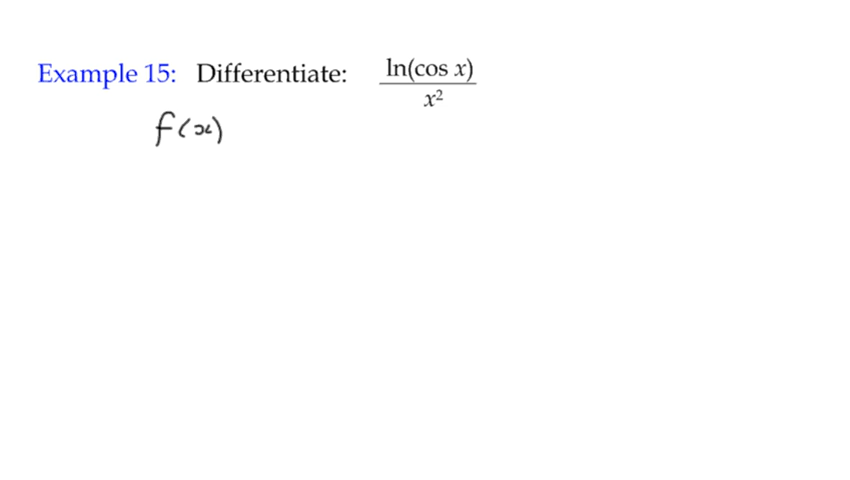 Example 15: Differentiate: ln(cos x) / x²
f(x)